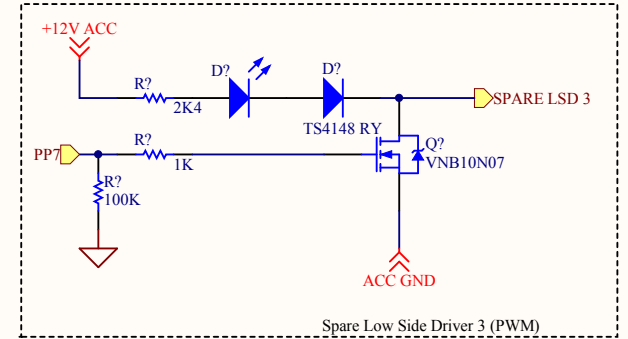 +12V ACC
D?
D?
R?
2K4
SPARE LSD 3
TS4148 RY
PP7
R?
1K
Q?
VNB10N07
R?
100K
ACC GND
Spare Low Side Driver 3 (PWM)